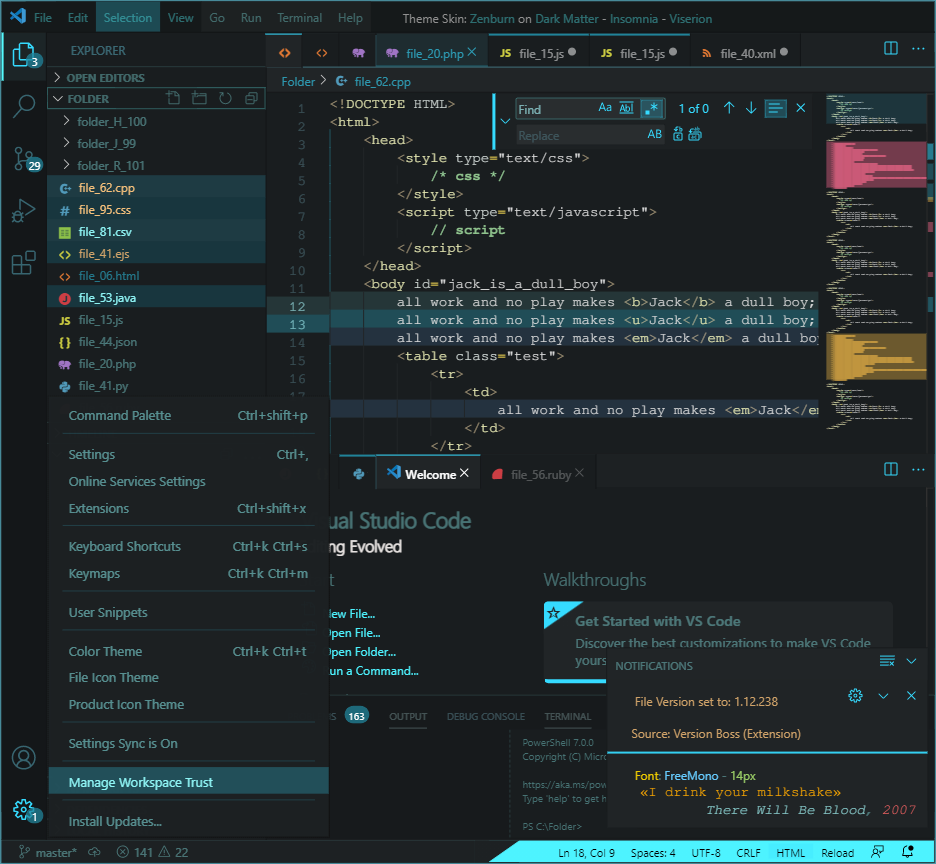 File Edit Selection View Go Run Terminal Help Theme Skin: Zenburn on Dark Matter - Insomnia - Viserion
3
EXPLORER
OPEN EDITORS
FOLDER
folder_H_100
folder_J_99
folder_R_101
29
file_62.cpp
file_95.css
file_81.csv
file_41.ejs
file_06.html
file_53.java
file_15.js
file_44.json
file_20.php
file_41.py
file_20.php JS file_15.js JS file_15.js file_40.xml
Folder > file_62.cpp
Find Aa Abl .* 1 of 0
Replace AB
1 <!DOCTYPE HTML>
2 <html>
3 <head>
4 <style type="text/css">
5 /* css */
6 </style>
7 <script type="text/javascript">
8 // script
9 </script>
10 </head>
11 <body id="jack_is_a_dull_boy">
12 all work and no play makes <b>Jack</b> a dull boy;
13 all work and no play makes <u>Jack</u> a dull boy;
14 all work and no play makes <em>Jack</em> a dull boy
15 <table class="test">
16 <tr>
17 <td>
all work and no play makes <em>Jack</em
</td>
</tr>
Command Palette Ctrl+shift+p
Settings Ctrl+,
Online Services Settings
Extensions Ctrl+shift+x
Keyboard Shortcuts Ctrl+k Ctrl+s
Keymaps Ctrl+k Ctrl+m
User Snippets
Color Theme Ctrl+k Ctrl+t
File Icon Theme
Product Icon Theme
Settings Sync is On
Manage Workspace Trust
Install Updates...
1
Welcome file_56.ruby
ual Studio Code
ng Evolved
t
lew File...
Open File...
Open Folder...
un a Command...
Walkthroughs
Get Started with VS Code
Discover the best customizations to make VS Code
yours
NOTIFICATIONS
File Version set to: 1.12.238
Source: Version Boss (Extension)
Font: FreeMono - 14px
«I drink your milkshake»
There Will Be Blood, 2007
S 163 OUTPUT DEBUG CONSOLE TERMINAL
PowerShell 7.0.0
Copyright (C) Micro
https://aka.ms/pow
Type 'help' to get h
PS C:\Folder>
master* 141 22 Ln 18, Col 9 Spaces: 4 UTF-8 CRLF HTML Reload